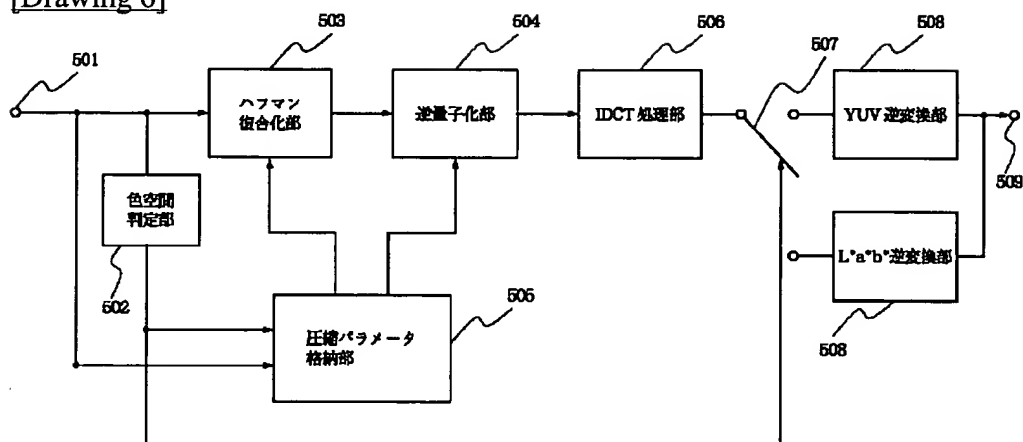 [Drawing 6]
501
503
504
506
507
508
ハフマン
復合化部
逆量子化部
IDCT 処理部
YUV 逆変換部
509
色空間
判定部
502
L*a*b* 逆変換部
508
505
圧縮パラメータ
格納部